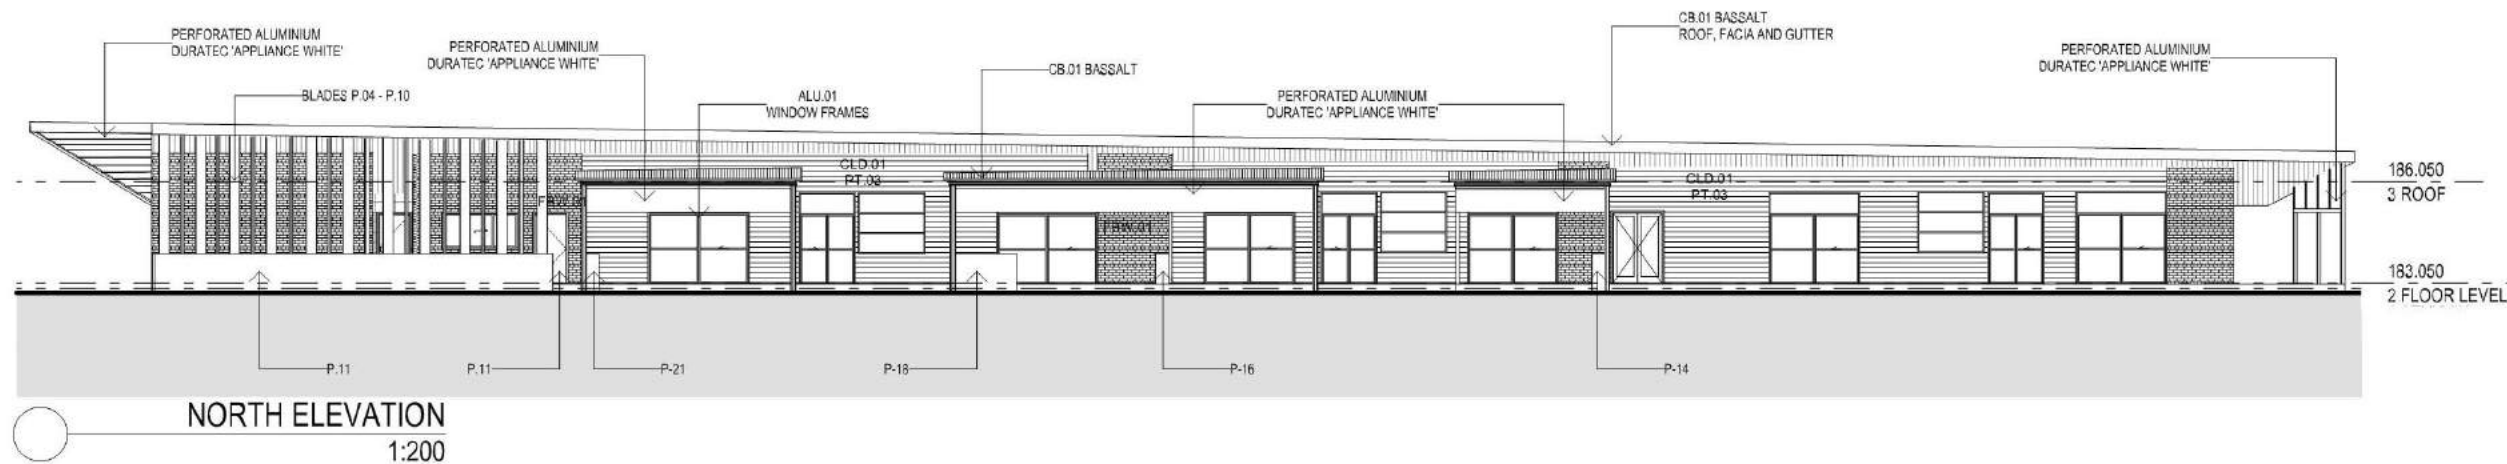 PERFORATED ALUMINIUM
DURATEC 'APPLIANCE WHITE'
PERFORATED ALUMINIUM
DURATEC 'APPLIANCE WHITE'
BLADES P.04 - P.10
ALU.01
WINDOW FRAMES
CB.01 BASSALT
PERFORATED ALUMINIUM
DURATEC 'APPLIANCE WHITE'
CB.01 BASSALT
ROOF, FACIA AND GUTTER
PERFORATED ALUMINIUM
DURATEC 'APPLIANCE WHITE'
CLD.01
PT.03
CLD.01
PT.03
186.050
3 ROOF
183.050
2 FLOOR LEVEL
P.11
P.11
P-21
P-18
P-16
P-14
NORTH ELEVATION
1:200